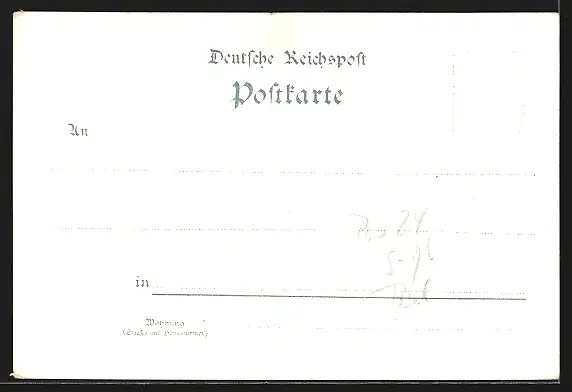 Deutsche Reichspost
Postkarte
An
in
Wohnung
(Straße und Hausnummer)